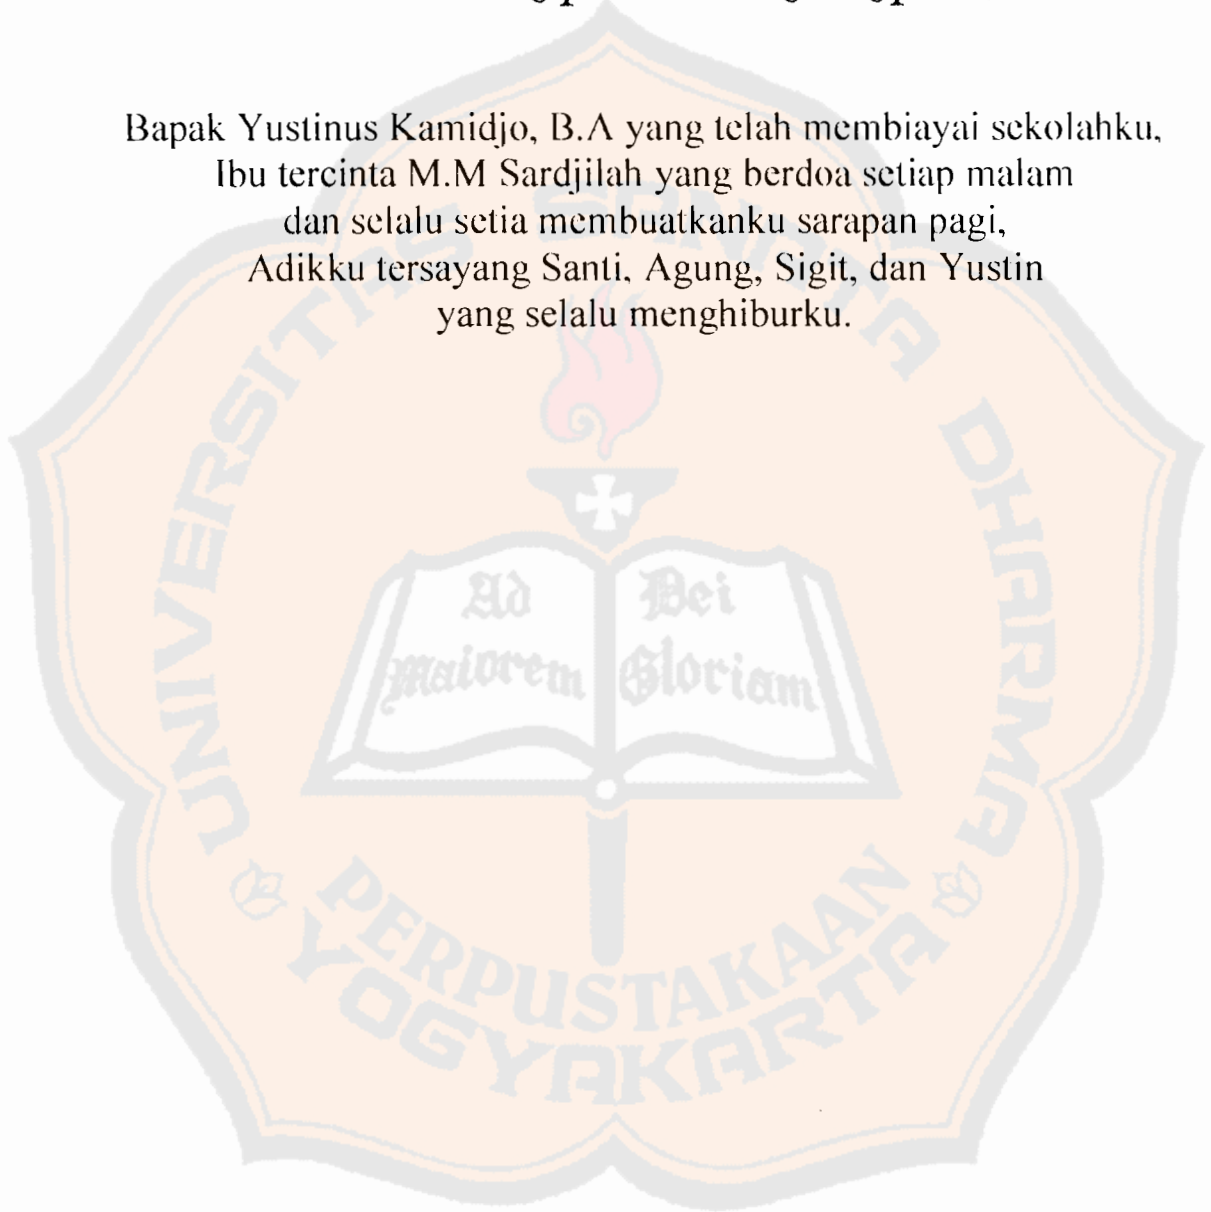 Bapak Yustinus Kamidjo, B.A yang telah membiayai sekolahku,
Ibu tercinta M.M Sardjilah yang berdoa setiap malam
dan selalu setia membuatkanku sarapan pagi,
Adikku tersayang Santi, Agung, Sigit, dan Yustin
yang selalu menghiburku.
UNIVERSITAS SANATA DHARMA
Ad Dei
Maiorem Gloriam
PERPUSTAKAAN
YOGYAKARTA